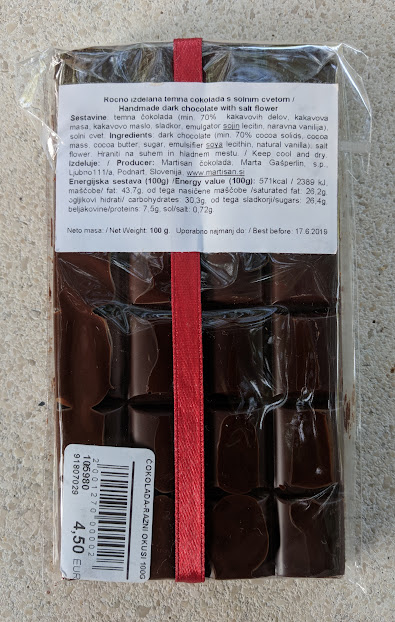 Ročno izdelana temna čokolada s solnim cvetom /
Handmade dark chocolate with salt flower
Sestavine: temna čokolada (min. 70% kakavovih delov, kakavova
masa, kakavovo maslo, sladkor, emulgator sojin lecitin, naravna vanilija),
solni cvet. Ingredients: dark chocolate (min. 70% cocoa solids, cocoa
mass, cocoa butter, sugar, emulsifier soya lecithin, natural vanilla), salt
flower. Hraniti na suhem in hladnem mestu. / Keep cool and dry.
Izdeluje: / Producer: Martisan čokolada, Marta Gašperlin, s.p.,
Ljubno111/a, Podnart, Slovenija, www.martisan.si
Energijska sestava (100g) /Energy value (100g): 571kcal / 2389 kJ,
maščobe/ fat: 43,7g, od tega nasičene maščobe /saturated fat: 26,2g,
ogljikovi hidrati/ carbohydrates: 30,3g, od tega sladkorji/sugars: 26,4g,
beljakovine/proteins: 7,5g, sol/salt: 0,72g.
Neto masa: / Net Weight: 100 g. Uporabno najmanj do: / Best before: 17.6.2019
ČOKOLADA-RAZNI OKUSI 100G
2001270000002
105980
91807029
4,50 EUR